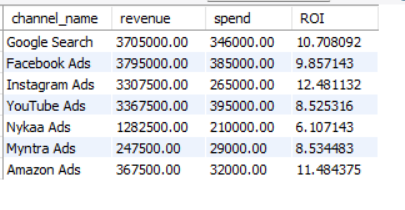 channel_name revenue spend ROI
Google Search 3705000.00 346000.00 10.708092
Facebook Ads 3795000.00 385000.00 9.857143
Instagram Ads 3307500.00 265000.00 12.481132
YouTube Ads 3367500.00 395000.00 8.525316
Nykaa Ads 1282500.00 210000.00 6.107143
Myntra Ads 247500.00 29000.00 8.534483
Amazon Ads 367500.00 32000.00 11.484375